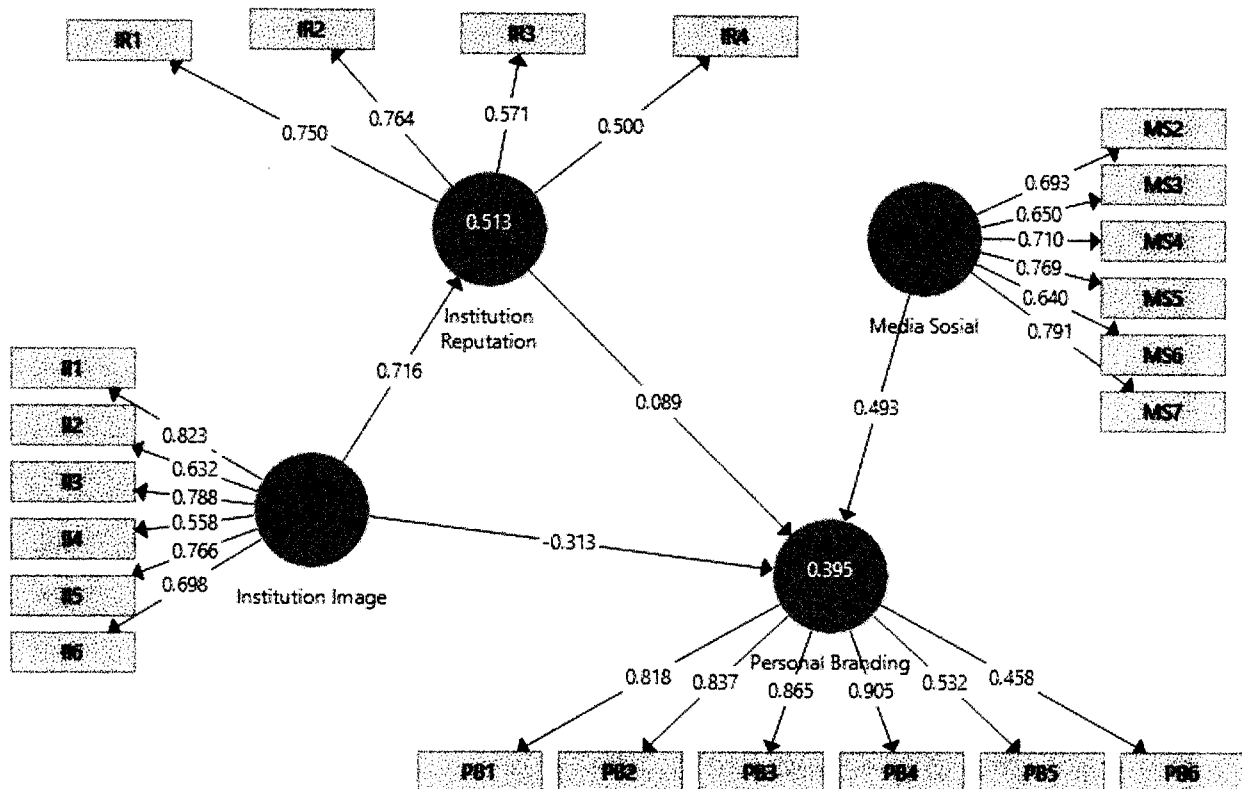 IR1
IR2
IR3
IR4
0.750
0.764
0.571
0.500
MS2
MS3
MS4
MS5
MS6
MS7
0.693
0.650
0.710
0.769
0.640
0.791
0.513
Institution
Reputation
Media Sosial
0.716
0.089
0.493
II1
II2
II3
II4
II5
II6
0.823
0.632
0.788
0.558
0.766
0.698
Institution Image
-0.313
0.395
Personal Branding
0.818
0.837
0.865
0.905
0.532
0.458
PB1
PB2
PB3
PB4
PB5
PB6